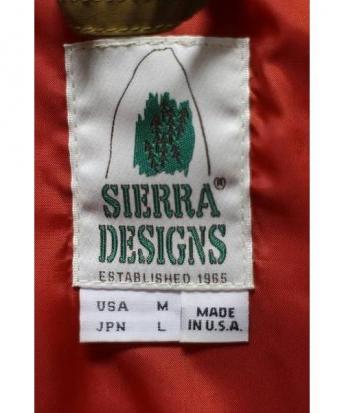 SIERRA®
DESIGNS
ESTABLISHED 1965
USA M
JPN L
MADE
IN U.S.A.